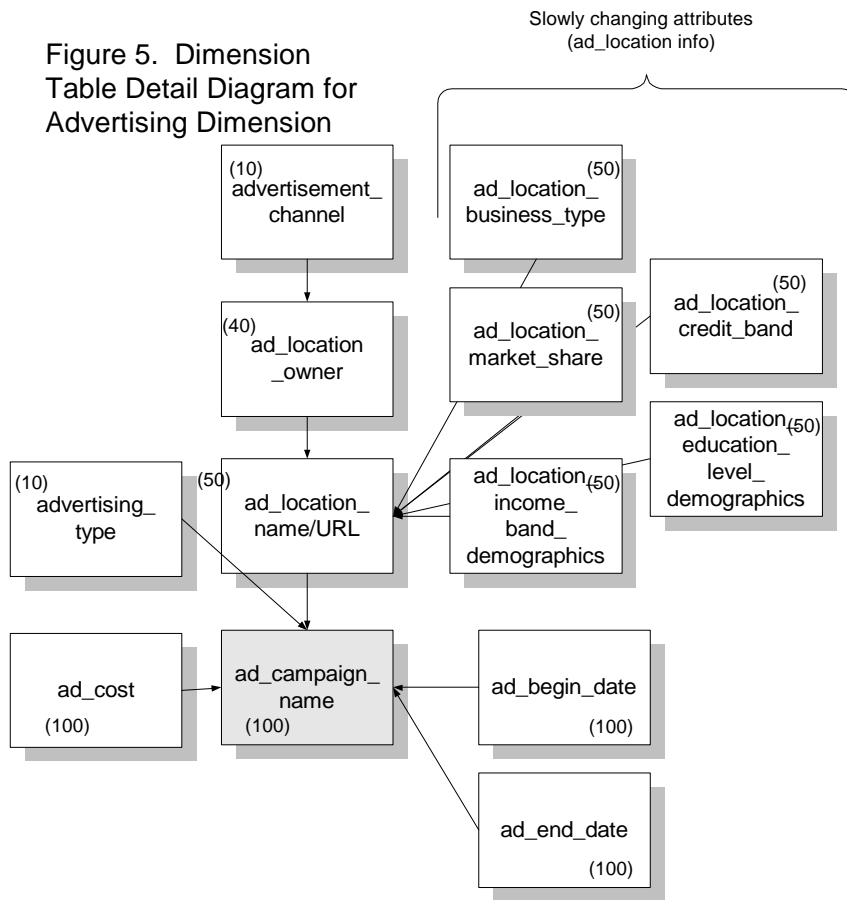 Slowly changing attributes
(ad_location info)
Figure 5.  Dimension
Table Detail Diagram for
Advertising Dimension
(10)
advertisement_
channel
(50)
ad_location_
business_type
(40)
ad_location
_owner
(50)
ad_location_
market_share
(50)
ad_location_
credit_band
(10)
advertising_
type
(50)
ad_location_
name/URL
(50)
ad_location_
income_
band_
demographics
(50)
ad_location_
education_
level_
demographics
ad_cost
(100)
ad_campaign_
name
(100)
ad_begin_date
(100)
ad_end_date
(100)